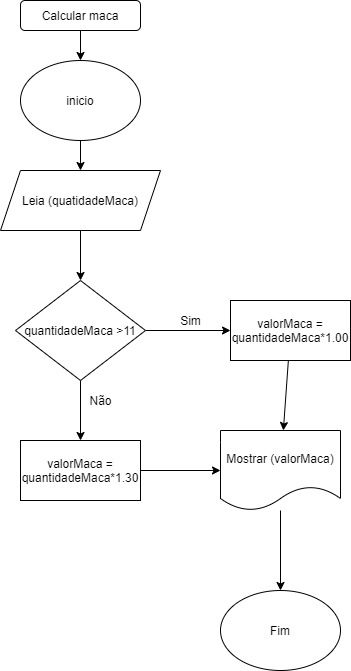 Calcular maca
inicio
Leia (quatidadeMaca)
quantidadeMaca >11
Sim
valorMaca =
quantidadeMaca*1.00
Não
valorMaca =
quantidadeMaca*1.30
Mostrar (valorMaca)
Fim